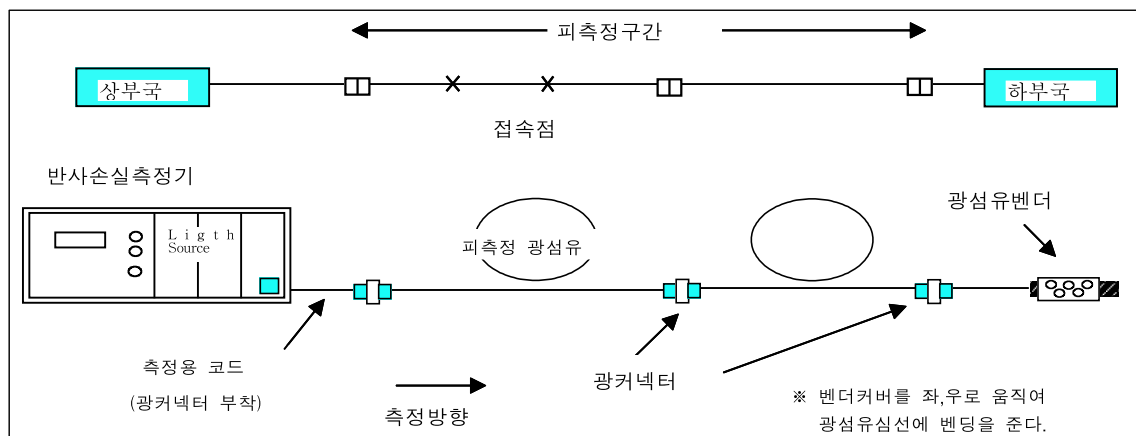 피측정구간
상부국
하부국
접속점
반사손실측정기
광섬유벤더
Ligth
Source
피측정 광섬유
측정용 코드
(광커넥터 부착)
측정방향
광커넥터
※ 벤더커버를 좌,우로 움직여
광섬유심선에 벤딩을 준다.